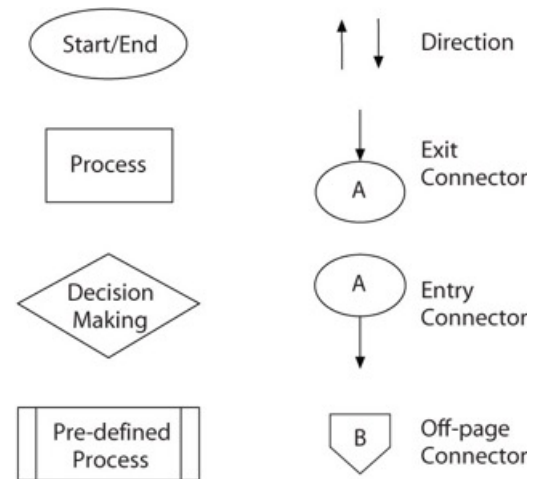 Start/End
Direction
Process
A
Exit
Connector
Decision
Making
A
Entry
Connector
Pre-defined
Process
B
Off-page
Connector